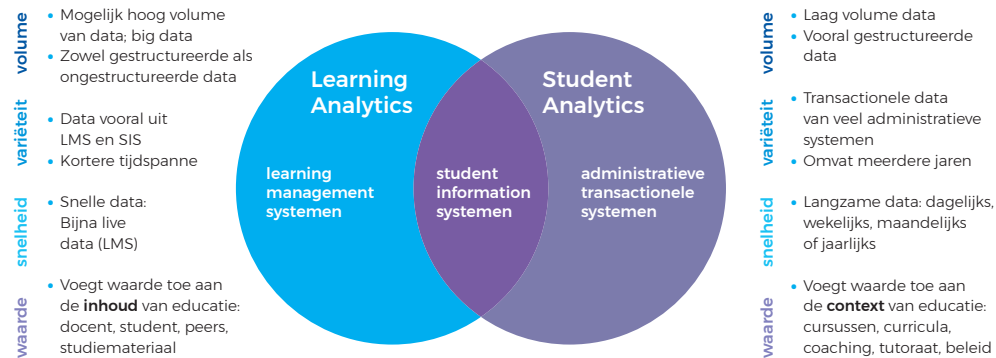 volume
• Mogelijk hoog volume
van data; big data
• Zowel gestructureerde als
ongestructureerde data
variëteit
• Data vooral uit
LMS en SIS
• Kortere tijdspanne
snelheid
• Snelle data:
Bijna live
data (LMS)
waarde
• Voegt waarde toe aan
de inhoud van educatie:
docent, student, peers,
studiemateriaal
Learning
Analytics
learning
management
systemen
student
information
systemen
Student
Analytics
administratieve
transactionele
systemen
volume
• Laag volume data
• Vooral gestructureerde
data
variëteit
• Transactionele data
van veel administratieve
systemen
• Omvat meerdere jaren
snelheid
• Langzame data: dagelijks,
wekelijks, maandelijks
of jaarlijks
waarde
• Voegt waarde toe aan
de context van educatie:
cursussen, curricula,
coaching, tutoraat, beleid